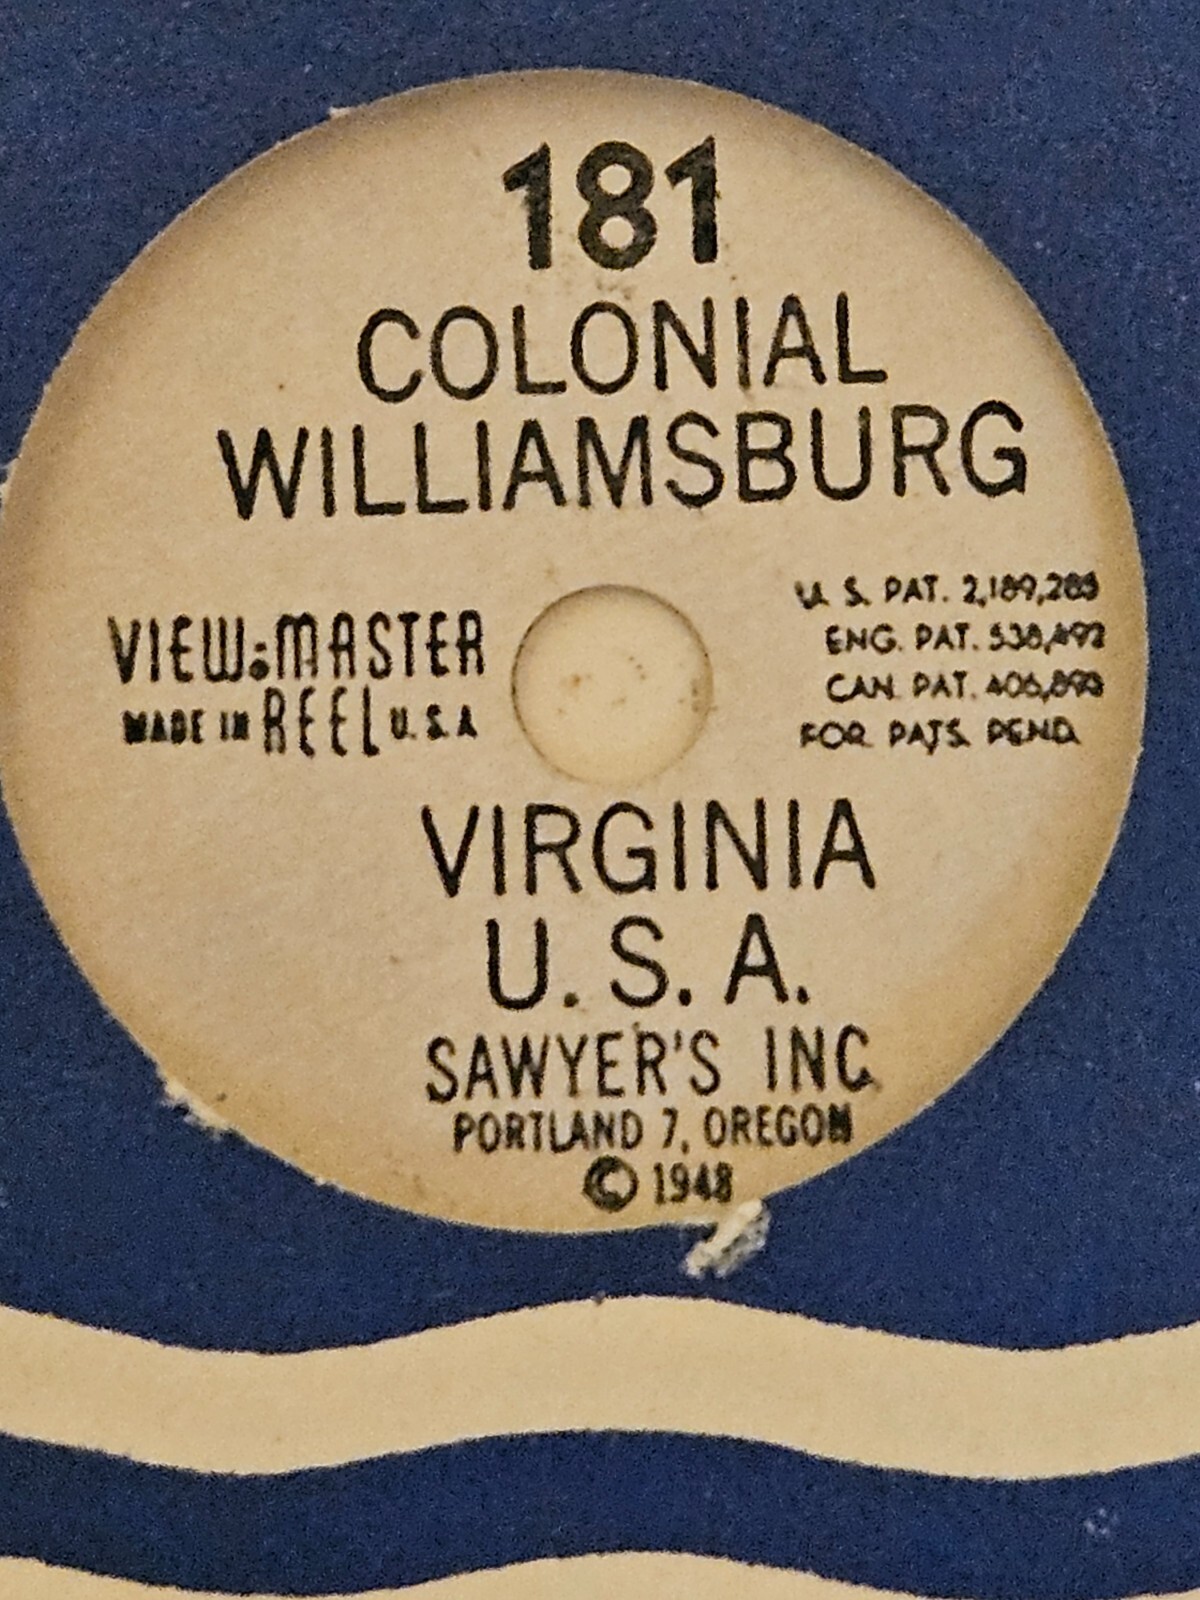 181
COLONIAL
WILLIAMSBURG
VIEW-MASTER
MADE IN REEL U.S.A
U. S. PAT. 2,189,285
ENG. PAT. 538,492
CAN. PAT. 406,893
FOR. PATS. PEND.
VIRGINIA
U. S. A.
SAWYER'S INC
PORTLAND 7, OREGON
© 1948